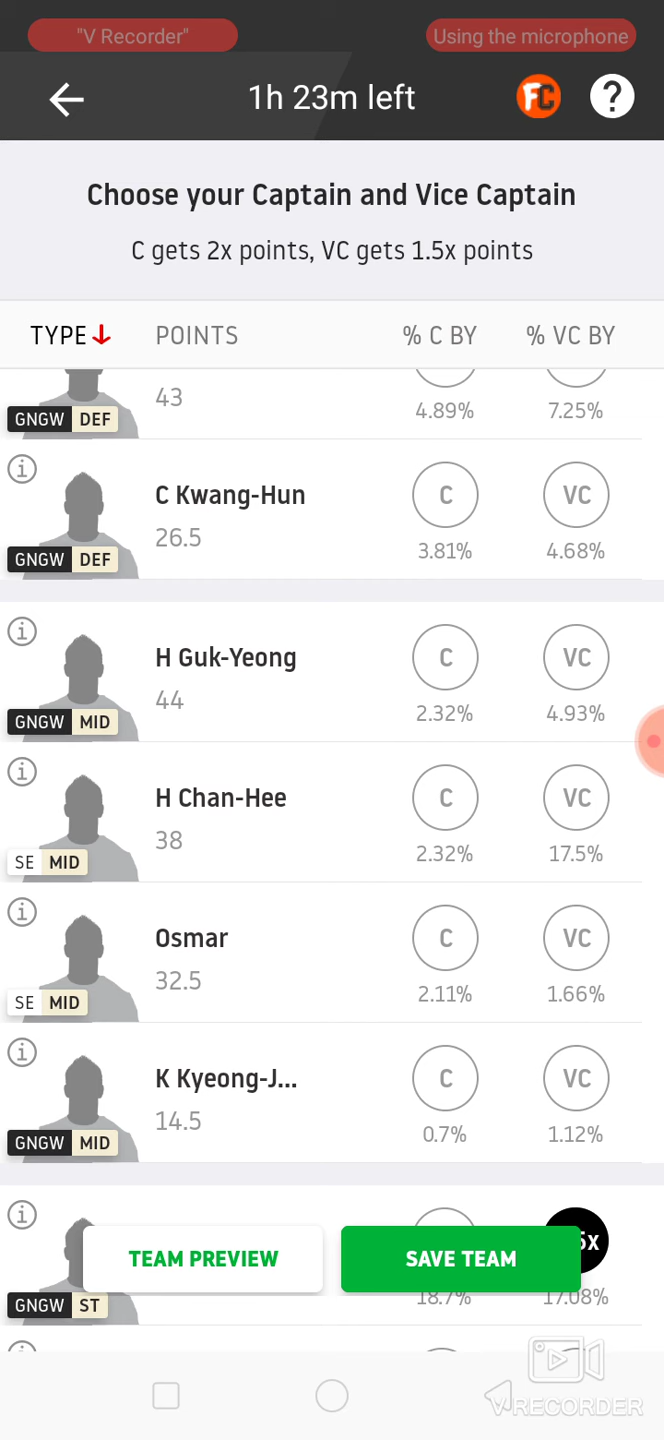 "V Recorder" Using the microphone
1h 23m left FC ?
Choose your Captain and Vice Captain
C gets 2x points, VC gets 1.5x points
TYPE POINTS % C BY % VC BY
43
4.89% 7.25%
GNGW DEF
C Kwang-Hun C VC
26.5
3.81% 4.68%
GNGW DEF
H Guk-Yeong C VC
44
2.32% 4.93%
GNGW MID
H Chan-Hee C VC
38
2.32% 17.5%
SE MID
Osmar C VC
32.5
2.11% 1.66%
SE MID
K Kyeong-J... C VC
14.5
0.7% 1.12%
GNGW MID
TEAM PREVIEW SAVE TEAM
18.7% 17.08%
GNGW ST
VRECORDER